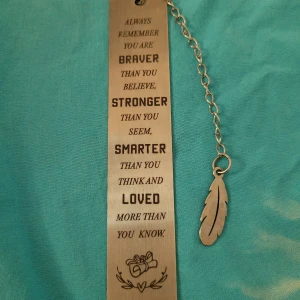 ALWAYS
REMEMBER
YOU ARE
BRAVER
THAN YOU
BELIEVE,
STRONGER
THAN YOU
SEEM,
SMARTER
THAN YOU
THINK AND
LOVED
MORE THAN
YOU KNOW.